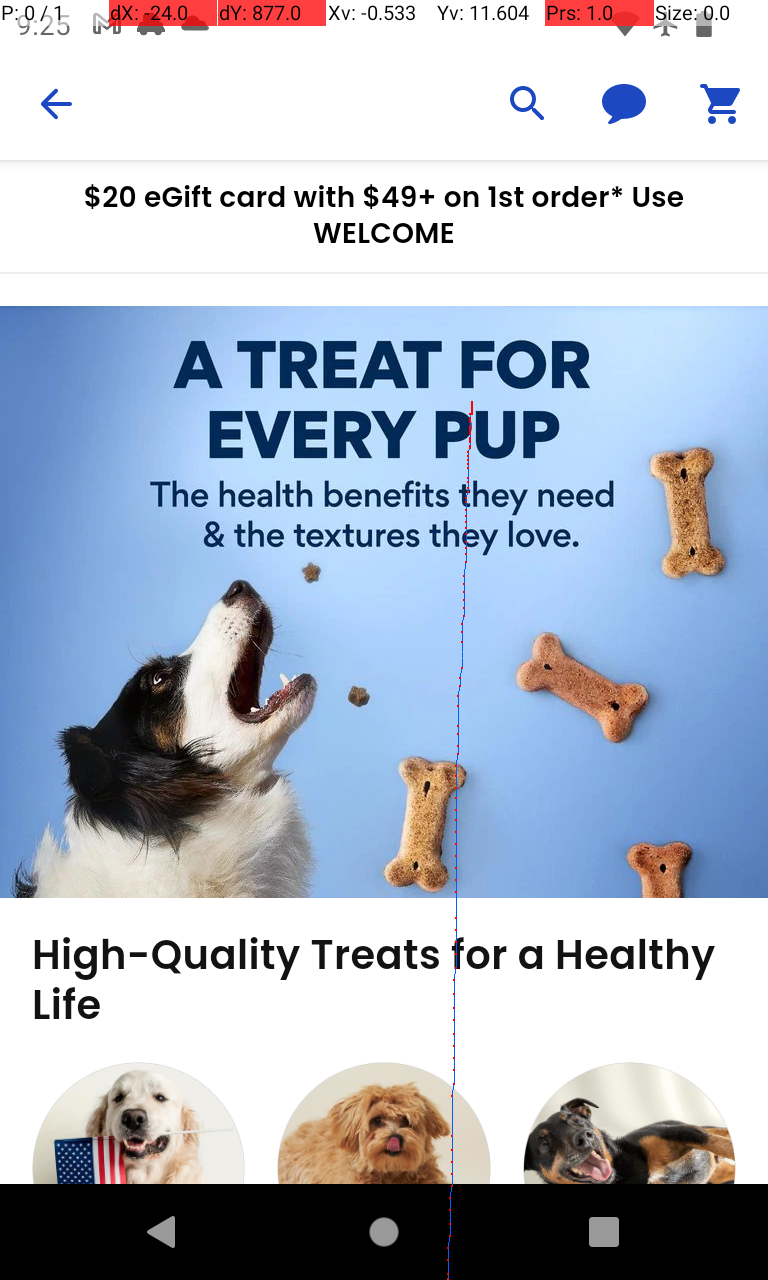 P: 0 / 1 dX: -24.0 dY: 877.0 Xv: -0.533 Yv: 11.604 Prs: 1.0 Size: 0.0
9:25
$20 eGift card with $49+ on 1st order* Use
WELCOME
A TREAT FOR
EVERY PUP
The health benefits they need
& the textures they love.
High-Quality Treats for a Healthy
Life